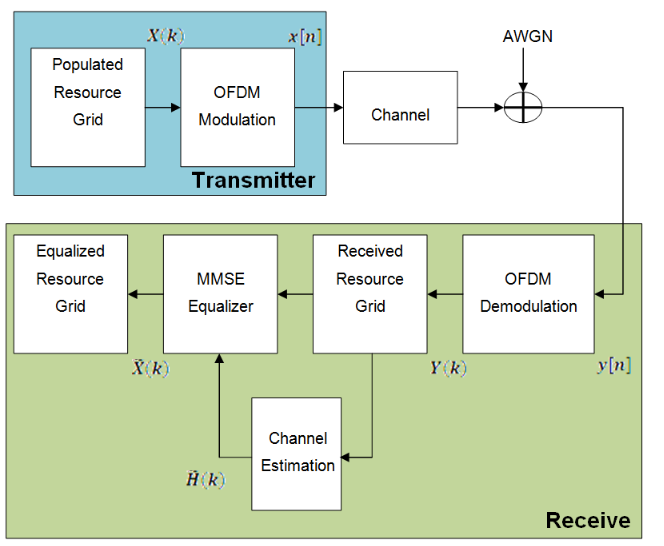 X(k)
x[n]
AWGN
Populated
Resource
Grid
OFDM
Modulation
Channel
Transmitter
Equalized
Resource
Grid
MMSE
Equalizer
Received
Resource
Grid
OFDM
Demodulation
X̃(k)
Y(k)
y[n]
Channel
Estimation
H̃(k)
Receive